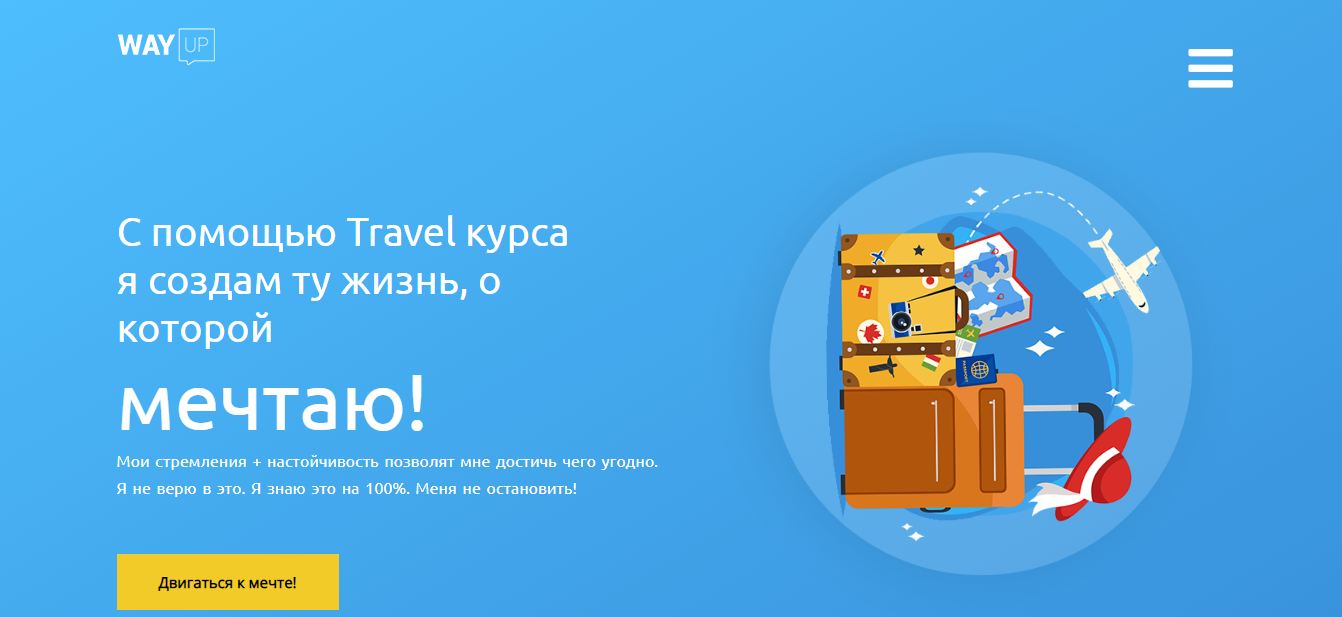 WAY UP
С помощью Travel курса
я создам ту жизнь, о
которой
мечтаю!
Мои стремления + настойчивость позволят мне достичь чего угодно.
Я не верю в это. Я знаю это на 100%. Меня не остановить!
Двигаться к мечте!
PASSPORT